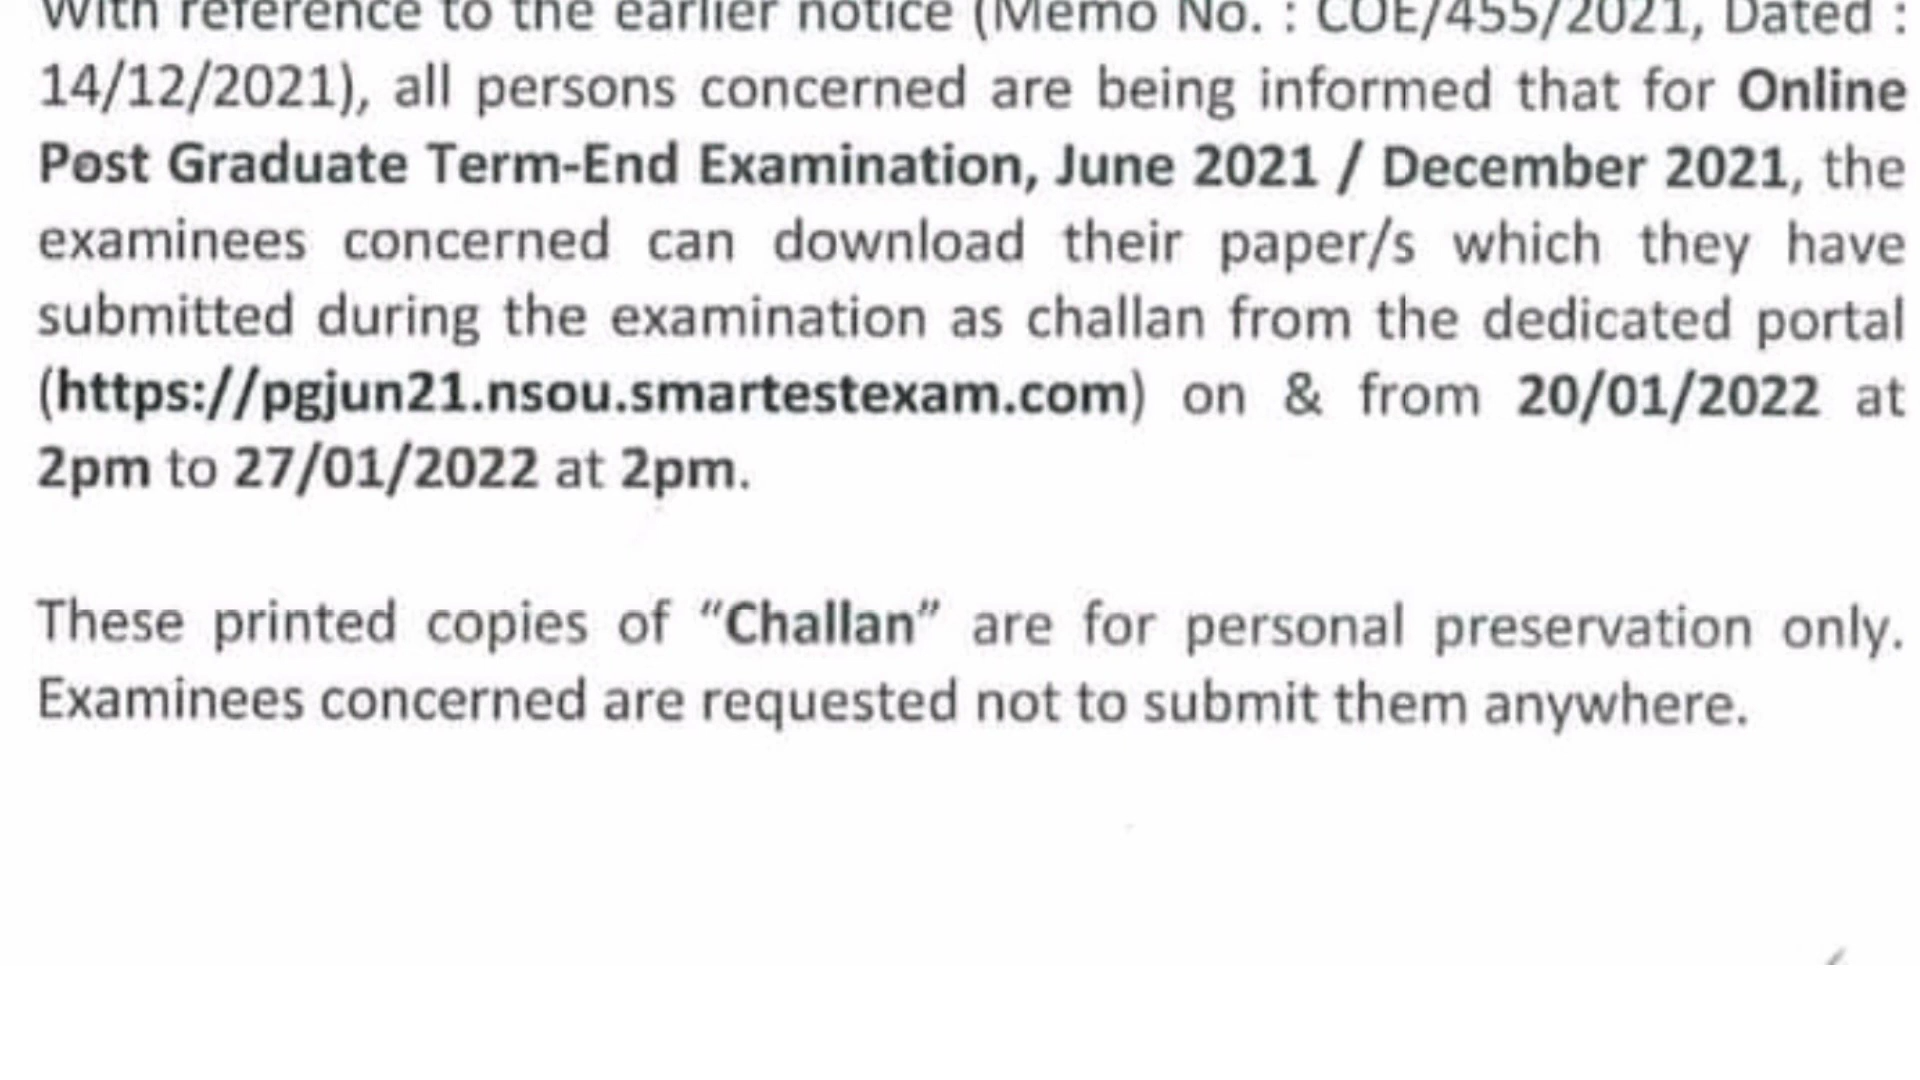 With reference to the earlier notice (Memo No. : COE/455/2021, Dated :
14/12/2021), all persons concerned are being informed that for Online
Post Graduate Term-End Examination, June 2021 / December 2021, the
examinees concerned can download their paper/s which they have
submitted during the examination as challan from the dedicated portal
(https://pgjun21.nsou.smartestexam.com) on & from 20/01/2022 at
2pm to 27/01/2022 at 2pm.
These printed copies of “Challan” are for personal preservation only.
Examinees concerned are requested not to submit them anywhere.